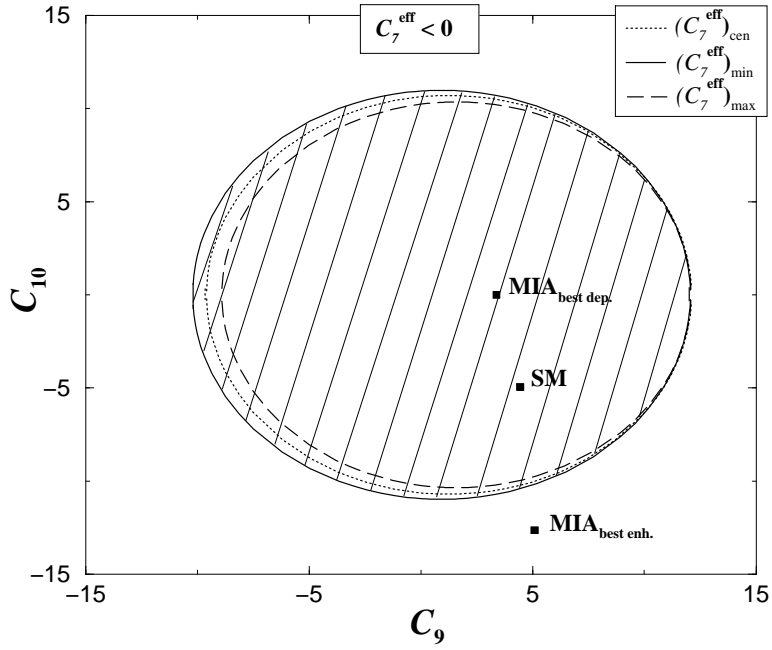 15
C₇ᵉᶠᶠ < 0
(C₇ᵉᶠᶠ)cen
(C₇ᵉᶠᶠ)min
(C₇ᵉᶠᶠ)max
5
C₁₀
MIAbest dep.
−5
SM
MIAbest enh.
−15
−15
−5
5
15
C₉